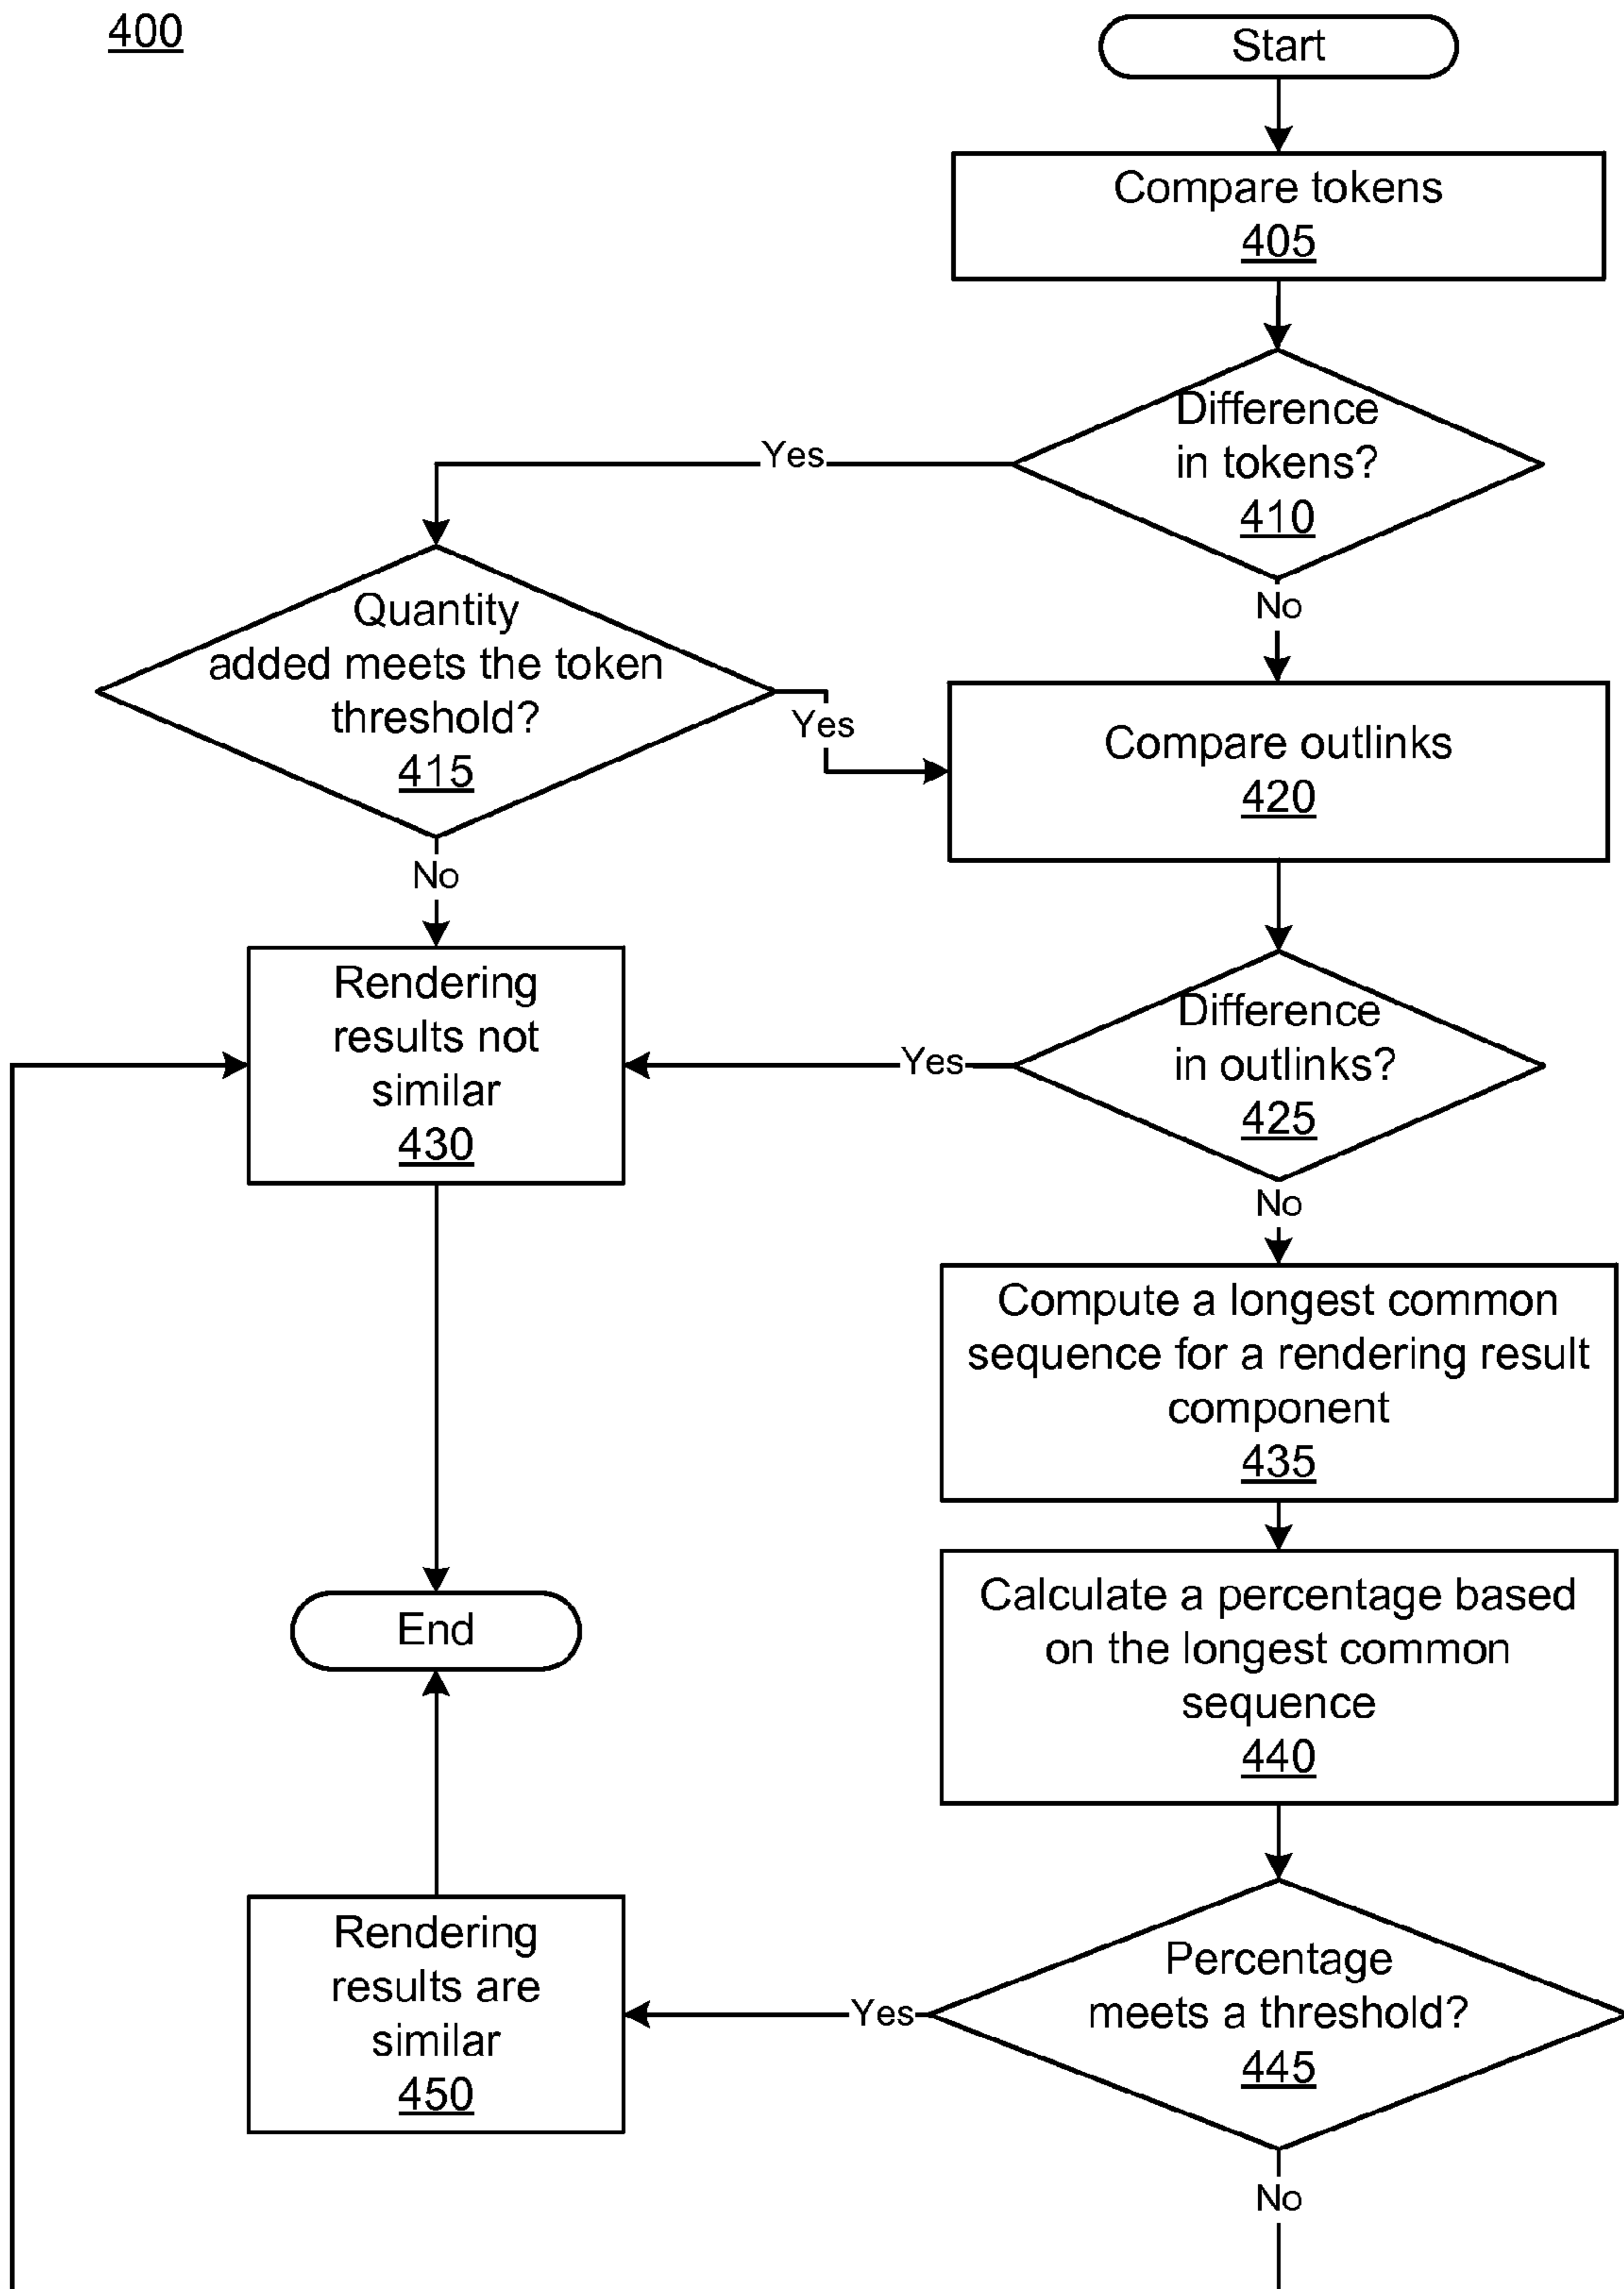 400
Start
Compare tokens
405
Difference
in tokens?
410
Yes
No
Quantity
added meets the token
threshold?
415
Yes
Compare outlinks
420
No
Rendering
results not
similar
430
Yes
Difference
in outlinks?
425
No
Compute a longest common
sequence for a rendering result
component
435
End
Calculate a percentage based
on the longest common
sequence
440
Rendering
results are
similar
450
Yes
Percentage
meets a threshold?
445
No